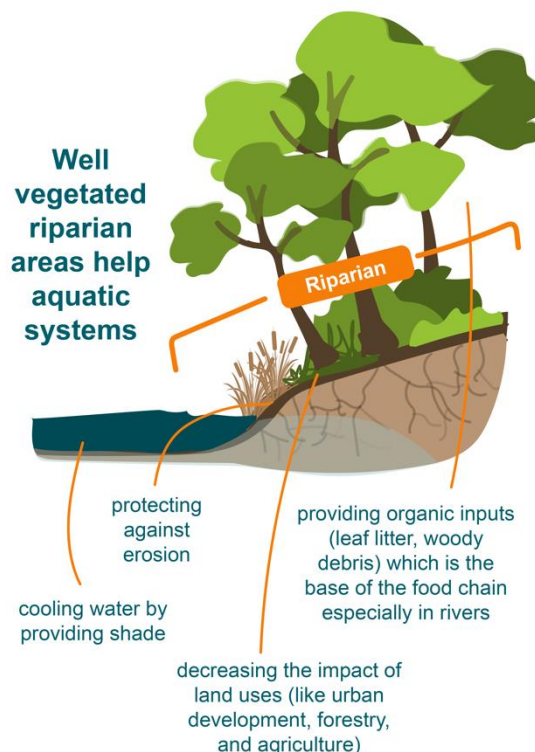 Well
vegetated
riparian
areas help
aquatic
systems
Riparian
protecting
against
erosion
cooling water by
providing shade
providing organic inputs
(leaf litter, woody
debris) which is the
base of the food chain
especially in rivers
decreasing the impact of
land uses (like urban
development, forestry,
and agriculture)